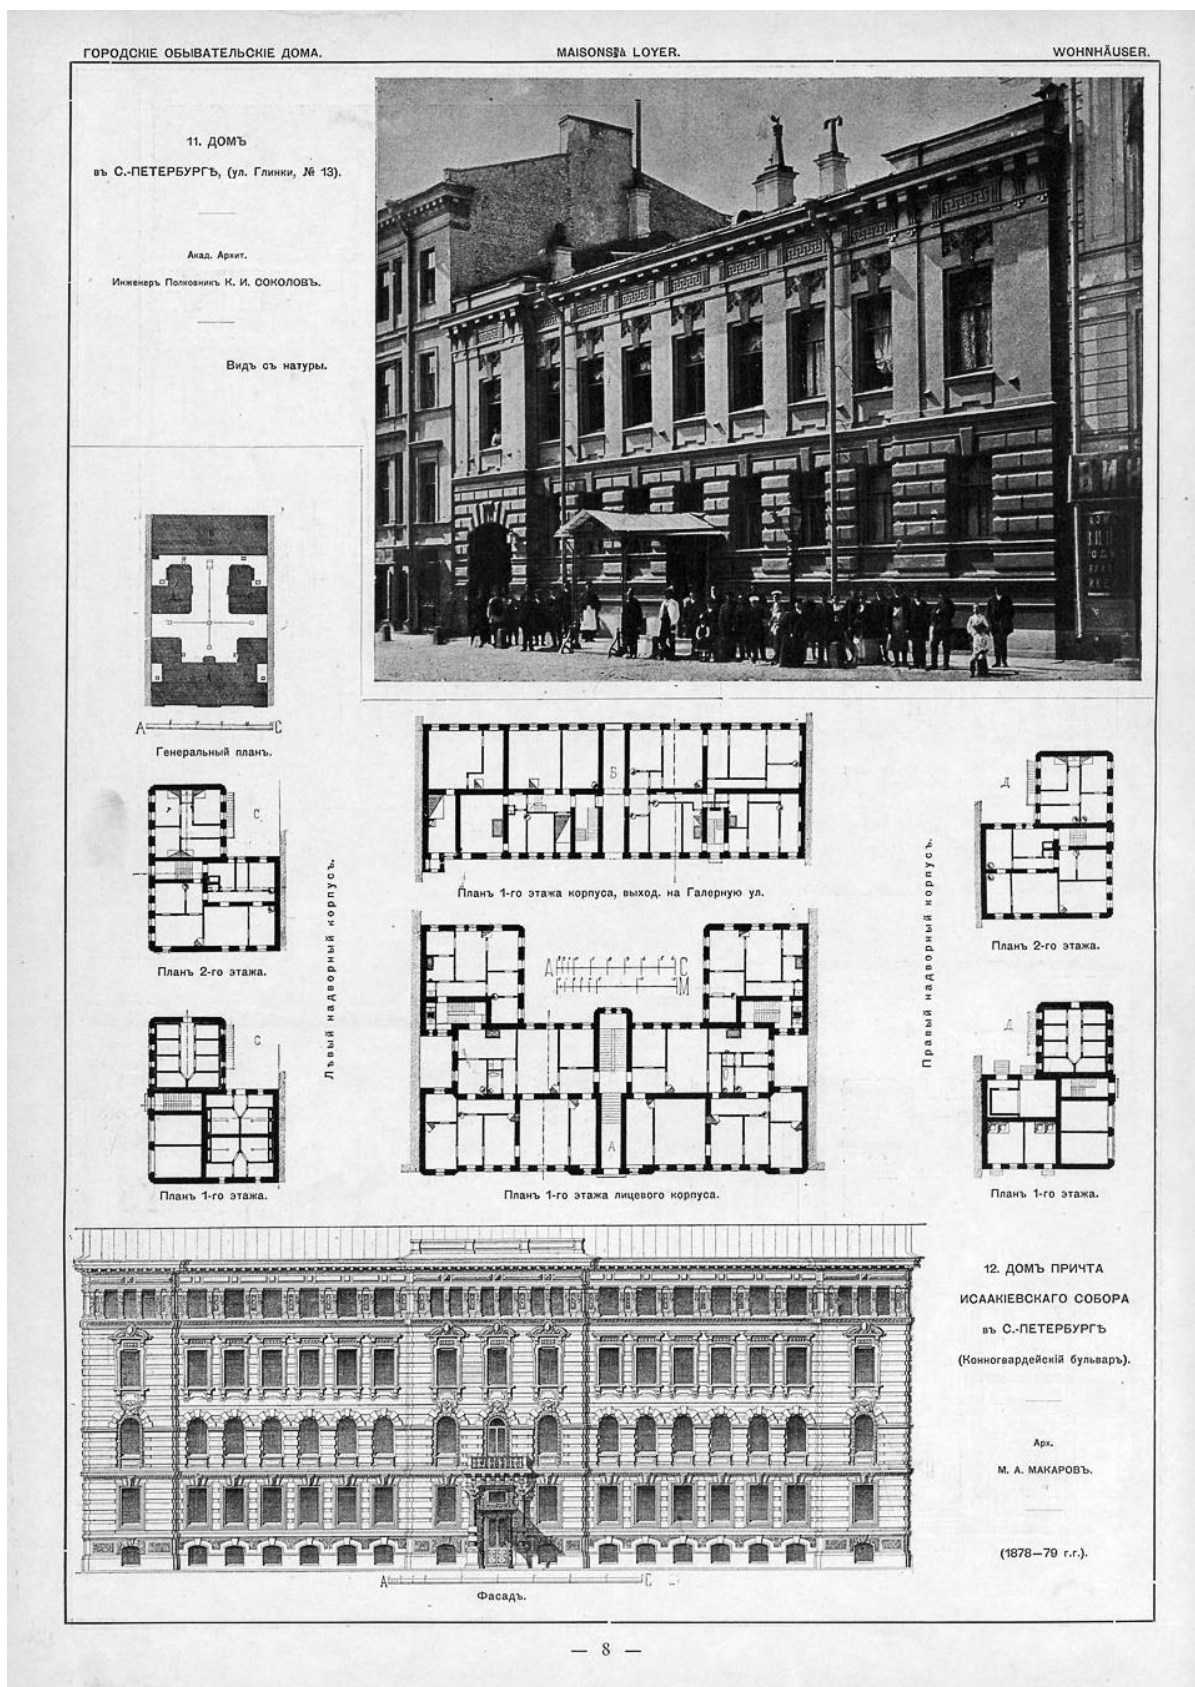 ГОРОДСКІЕ ОБЫВАТЕЛЬСКІЕ ДОМА.
MAISONS à LOYER.
WOHNHÄUSER.
11. ДОМЪ
въ С.-ПЕТЕРБУРГѢ, (ул. Глинки, № 13).
Акад. Архит.
Инженеръ Полковникъ К. И. СОКОЛОВЪ.
Видъ съ натуры.
А С
Генеральный планъ.
С
Планъ 2-го этажа.
С
Планъ 1-го этажа.
Лѣвый надворный корпусъ.
Б
Планъ 1-го этажа корпуса, выход. на Галерную ул.
А С
М
А
Планъ 1-го этажа лицевого корпуса.
Правый надворный корпусъ.
Д
Планъ 2-го этажа.
Д
Планъ 1-го этажа.
12. ДОМЪ ПРИЧТА
ИСААКІЕВСКАГО СОБОРА
въ С.-ПЕТЕРБУРГѢ
(Конногвардейскій бульваръ).
Арх.
М. А. МАКАРОВЪ.
(1878—79 г.г.).
А С
Фасадъ.
— 8 —